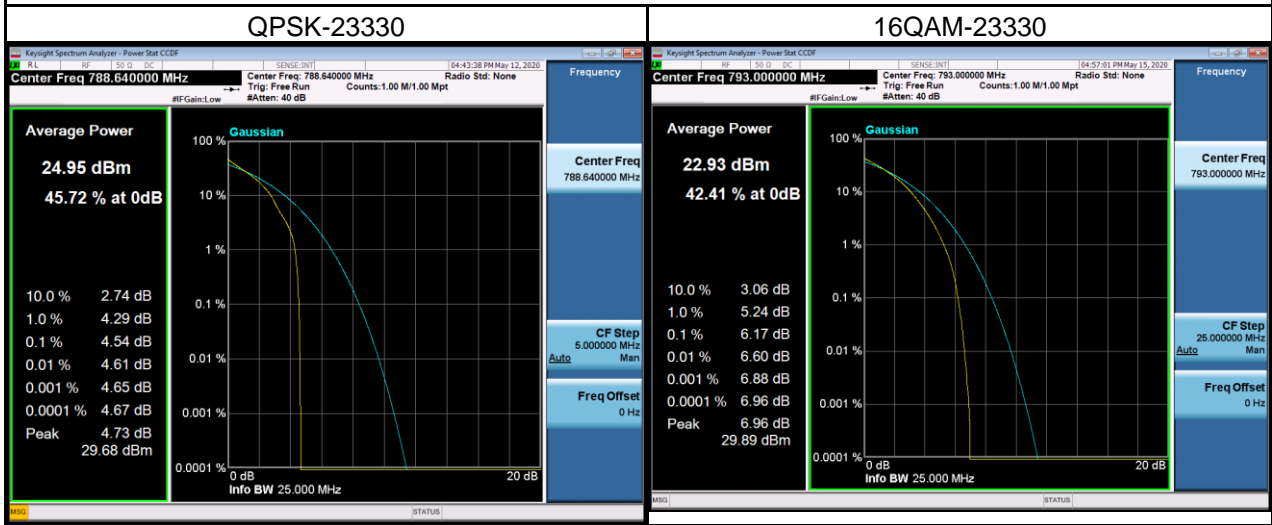 QPSK-23330
Keysight Spectrum Analyzer - Power Stat CCDF
RL RF 50 Ω DC SENSE:INT 04:43:38 PM May 12, 2020
Center Freq 788.640000 MHz
Center Freq: 788.640000 MHz Radio Std: None
Trig: Free Run Counts:1.00 M/1.00 Mpt
#IFGain:Low #Atten: 40 dB
Average Power
24.95 dBm
45.72 % at 0dB
10.0 % 2.74 dB
1.0 % 4.29 dB
0.1 % 4.54 dB
0.01 % 4.61 dB
0.001 % 4.65 dB
0.0001 % 4.67 dB
Peak 4.73 dB
29.68 dBm
Gaussian
100 %
10 %
1 %
0.1 %
0.01 %
0.001 %
0.0001 %
0 dB 20 dB
Info BW 25.000 MHz
Frequency
Center Freq
788.640000 MHz
CF Step
5.000000 MHz
Auto Man
Freq Offset
0 Hz
MSG STATUS
16QAM-23330
Keysight Spectrum Analyzer - Power Stat CCDF
RF 50 Ω DC SENSE:INT 04:57:01 PM May 15, 2020
Center Freq 793.000000 MHz
Center Freq: 793.000000 MHz Radio Std: None
Trig: Free Run Counts:1.00 M/1.00 Mpt
#IFGain:Low #Atten: 40 dB
Average Power
22.93 dBm
42.41 % at 0dB
10.0 % 3.06 dB
1.0 % 5.24 dB
0.1 % 6.17 dB
0.01 % 6.60 dB
0.001 % 6.88 dB
0.0001 % 6.96 dB
Peak 6.96 dB
29.89 dBm
Gaussian
100 %
10 %
1 %
0.1 %
0.01 %
0.001 %
0.0001 %
0 dB 20 dB
Info BW 25.000 MHz
Frequency
Center Freq
793.000000 MHz
CF Step
25.000000 MHz
Auto Man
Freq Offset
0 Hz
MSG STATUS